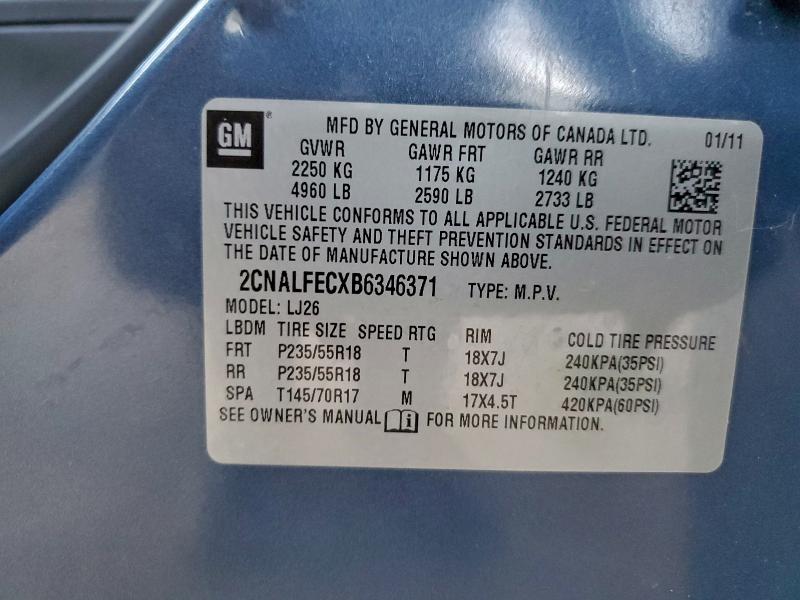 GM ®
MFD BY GENERAL MOTORS OF CANADA LTD. 01/11
GVWR GAWR FRT GAWR RR
2250 KG 1175 KG 1240 KG
4960 LB 2590 LB 2733 LB
THIS VEHICLE CONFORMS TO ALL APPLICABLE U.S. FEDERAL MOTOR
VEHICLE SAFETY AND THEFT PREVENTION STANDARDS IN EFFECT ON
THE DATE OF MANUFACTURE SHOWN ABOVE.
2CNALFECXB6346371 TYPE: M.P.V.
MODEL: LJ26
LBDM TIRE SIZE SPEED RTG RIM COLD TIRE PRESSURE
FRT P235/55R18 T 18X7J 240KPA(35PSI)
RR P235/55R18 T 18X7J 240KPA(35PSI)
SPA T145/70R17 M 17X4.5T 420KPA(60PSI)
SEE OWNER'S MANUAL i FOR MORE INFORMATION.